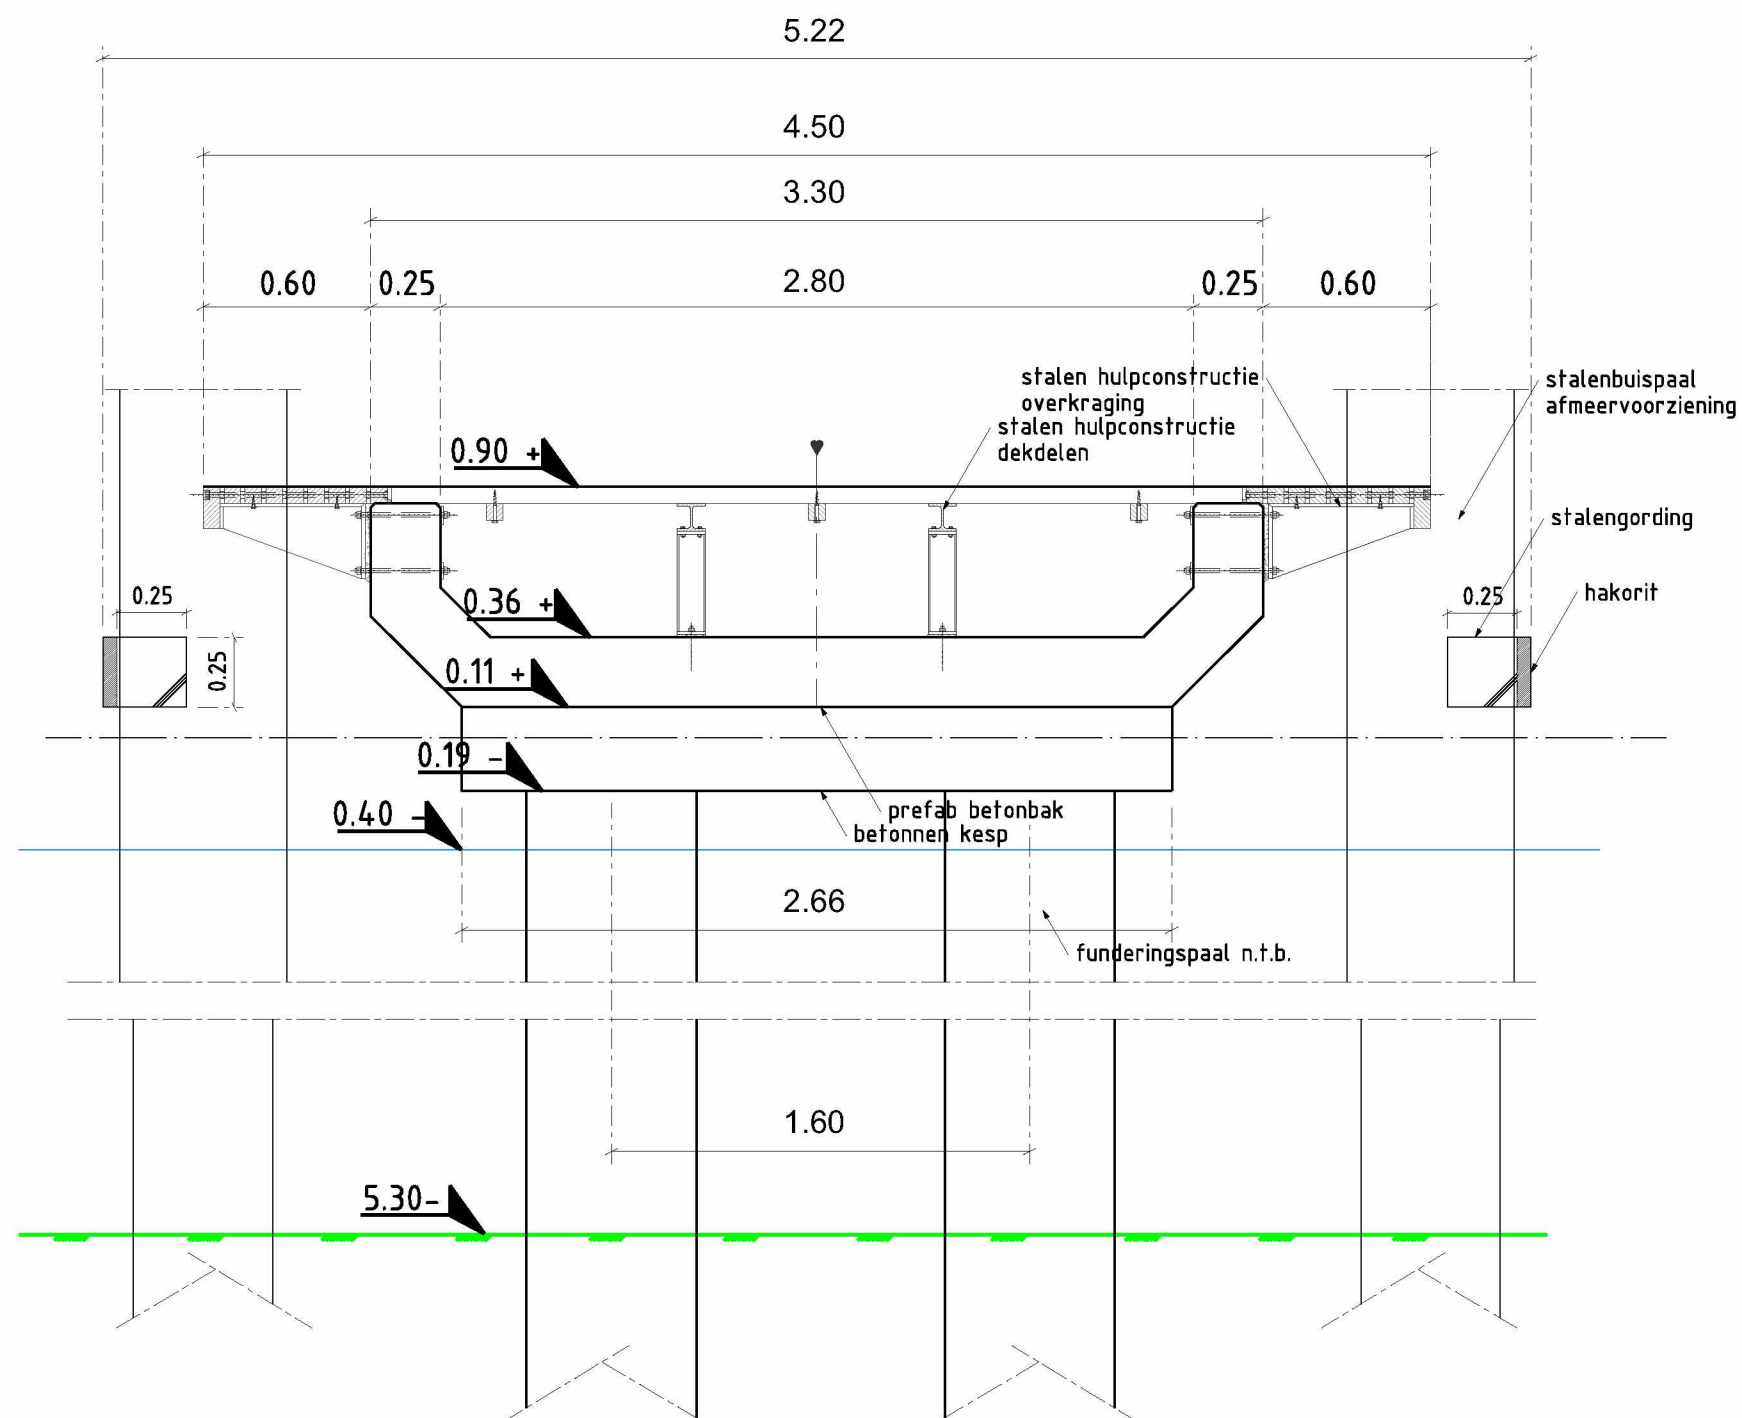 5.22
4.50
3.30
0.60
0.25
2.80
0.25
0.60
stalen hulpconstructie
overkraging
stalen hulpconstructie
dekdelen
stalenbuispaal
afmeervoorziening
0.90 +
stalengording
0.25
0.36 +
0.25
hakorit
0.25
0.11 +
0.19 -
0.40 -
prefab betonbak
betonnen kesp
2.66
funderingspaal n.t.b.
1.60
5.30-